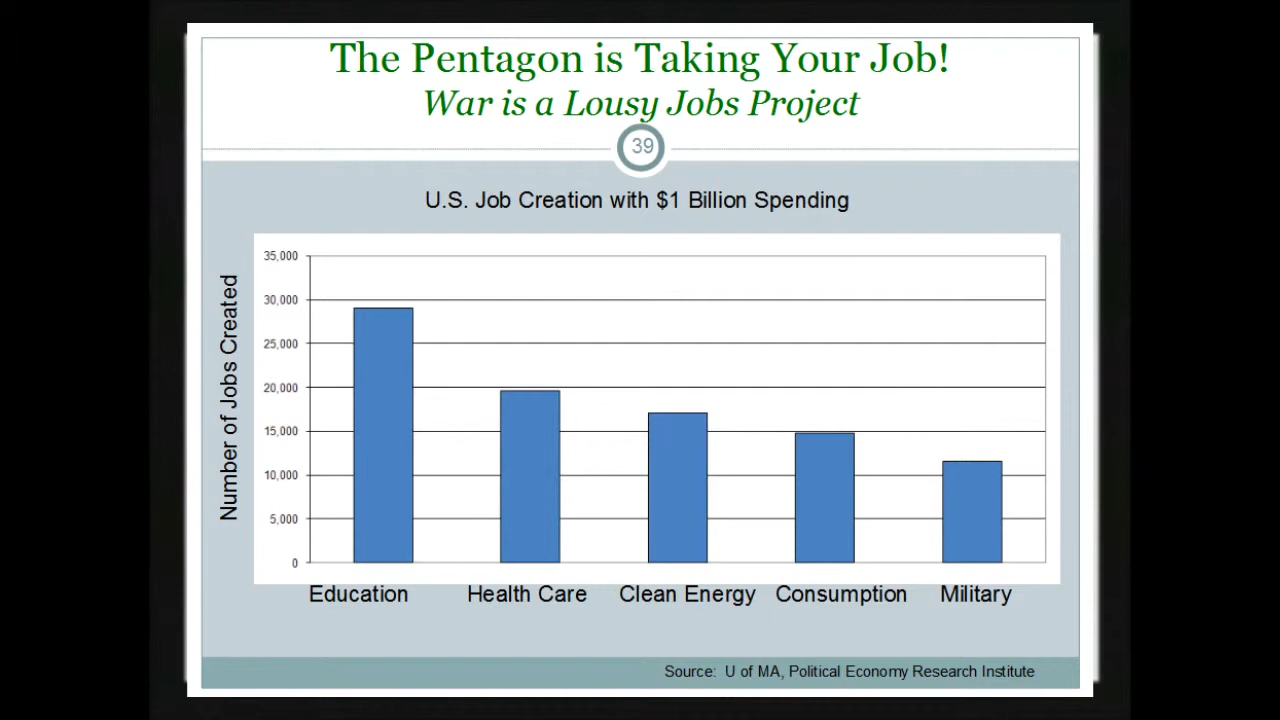 The Pentagon is Taking Your Job!
War is a Lousy Jobs Project
39
U.S. Job Creation with $1 Billion Spending
Number of Jobs Created
35,000
30,000
25,000
20,000
15,000
10,000
5,000
0
Education Health Care Clean Energy Consumption Military
Source: U of MA, Political Economy Research Institute